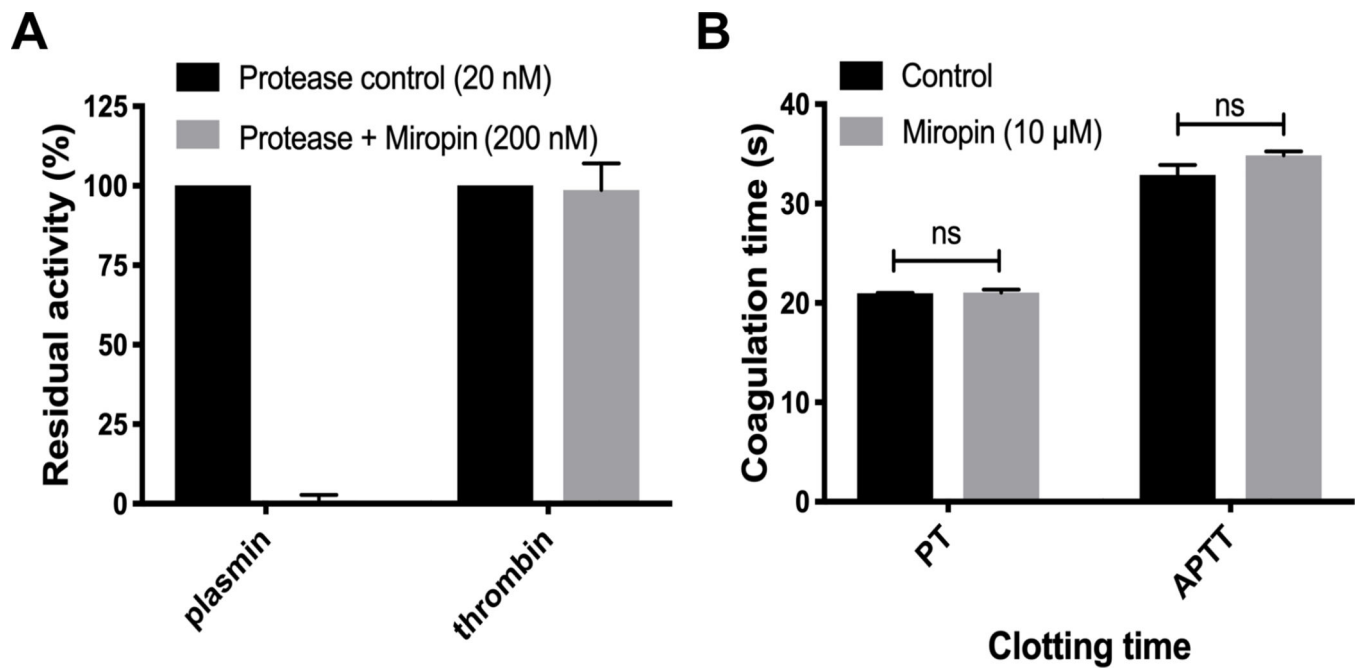 A
Protease control (20 nM)
Protease + Miropin (200 nM)
Residual activity (%)
125
100
75
50
25
0
plasmin
thrombin
B
Control
Miropin (10 μM)
Coagulation time (s)
40
30
20
10
0
ns
ns
PT
APTT
Clotting time